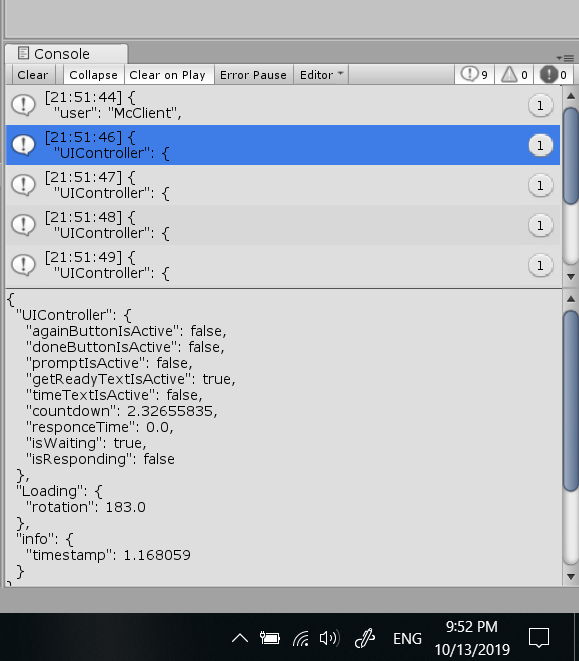 Console
Clear Collapse Clear on Play Error Pause Editor 9 0 0
[21:51:44] {
"user": "McClient",
1
[21:51:46] {
"UIController": {
1
[21:51:47] {
"UIController": {
1
[21:51:48] {
"UIController": {
1
[21:51:49] {
"UIController": {
1
{
"UIController": {
"againButtonIsActive": false,
"doneButtonIsActive": false,
"promptIsActive": false,
"getReadyTextIsActive": true,
"timeTextIsActive": false,
"countdown": 2.32655835,
"responceTime": 0.0,
"isWaiting": true,
"isResponding": false
},
"Loading": {
"rotation": 183.0
},
"info": {
"timestamp": 1.168059
}
}
ENG
9:52 PM
10/13/2019